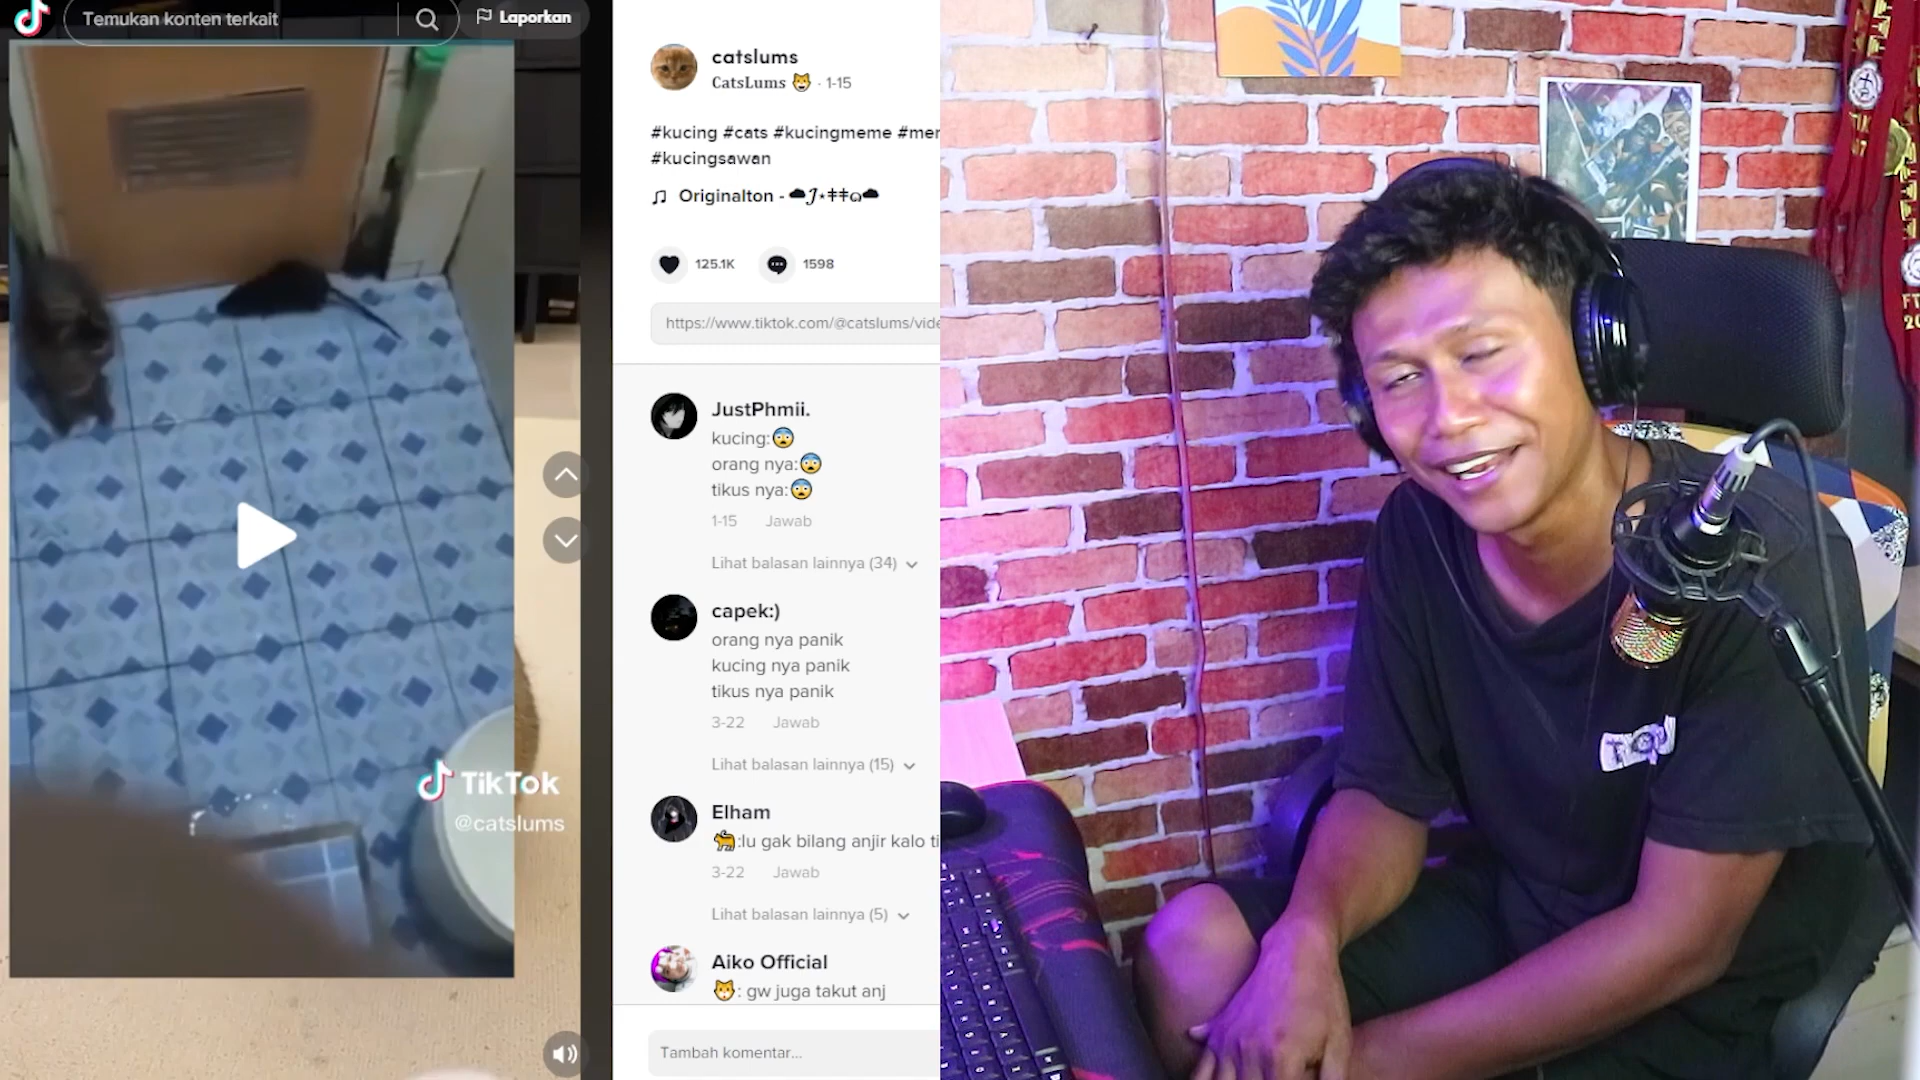 Temukan konten terkait
Laporkan
catslums
CatsLums 😺 · 1-15
#kucing #cats #kucingmeme #mer
#kucingsawan
Originalton -
125.1K
1598
https://www.tiktok.com/@catslums/vide
JustPhmii.
kucing:😨
orang nya:😨
tikus nya:😨
1-15 Jawab
Lihat balasan lainnya (34)
capek:)
orang nya panik
kucing nya panik
tikus nya panik
3-22 Jawab
Lihat balasan lainnya (15)
TikTok
@catslums
Elham
🐈:lu gak bilang anjir kalo ti
3-22 Jawab
Lihat balasan lainnya (5)
Aiko Official
🐱: gw juga takut anj
Tambah komentar...